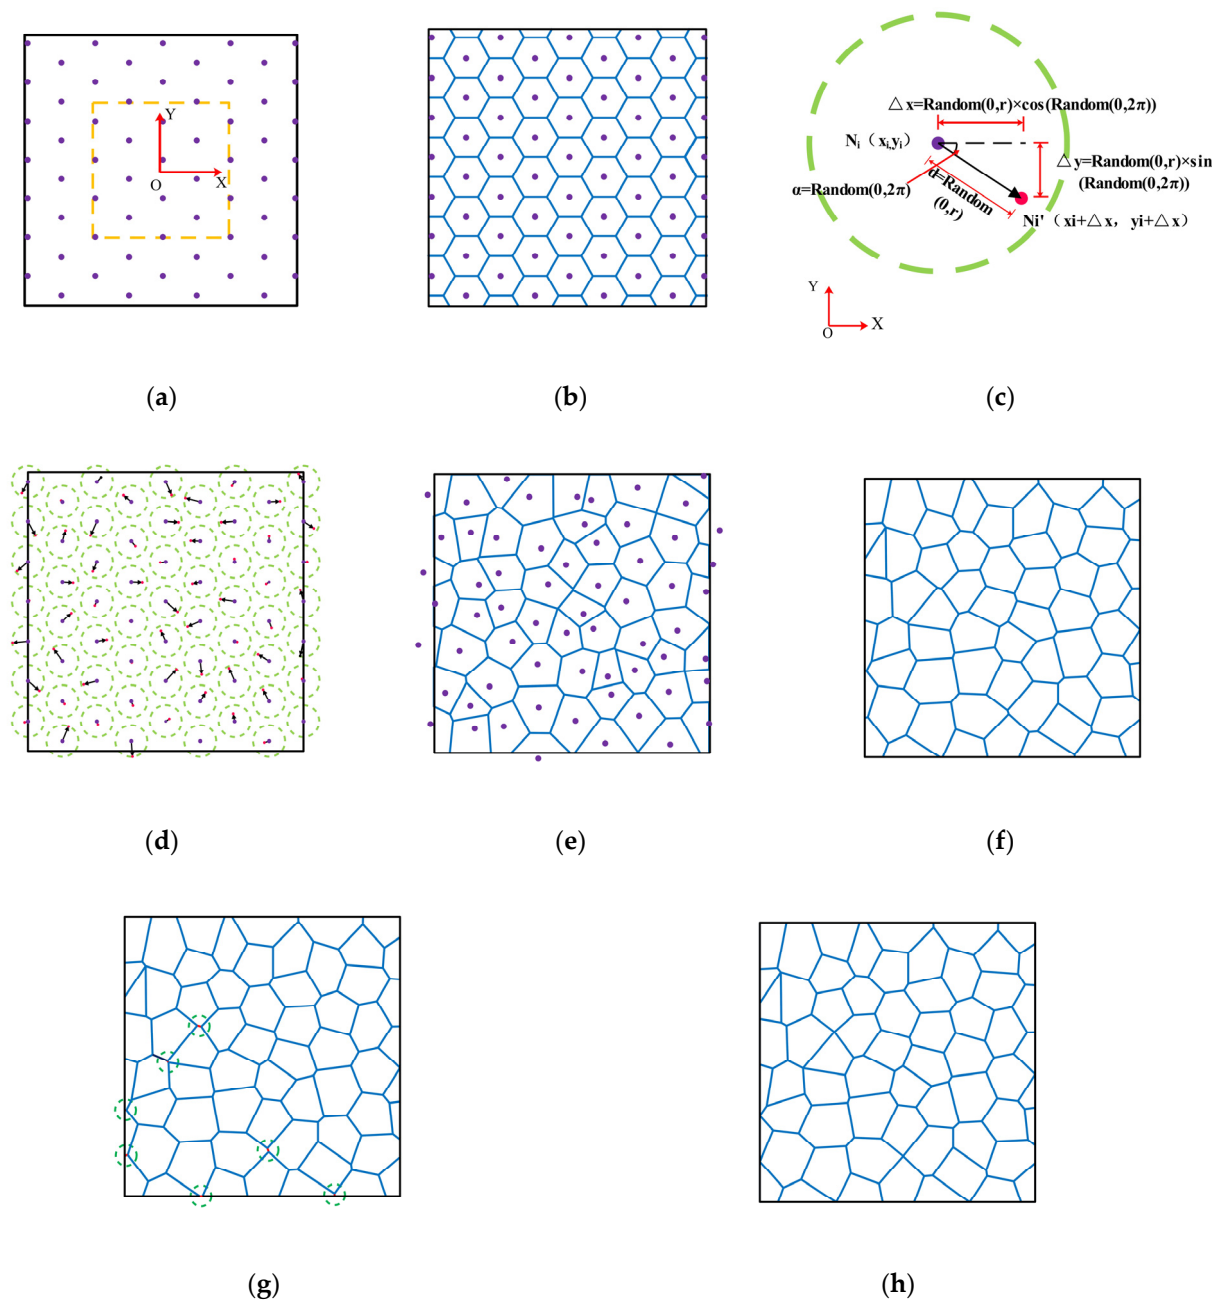 Y
O
X
(a)
(b)
△x=Random(0,r)×cos(Random(0,2π))
Nᵢ（xᵢ,yᵢ）
△y=Random(0,r)×sin
(Random(0,2π))
α=Random(0,2π)
d=Random
(0,r)
Ni'（xi+△x，yi+△x）
Y
O
X
(c)
(d)
(e)
(f)
(g)
(h)